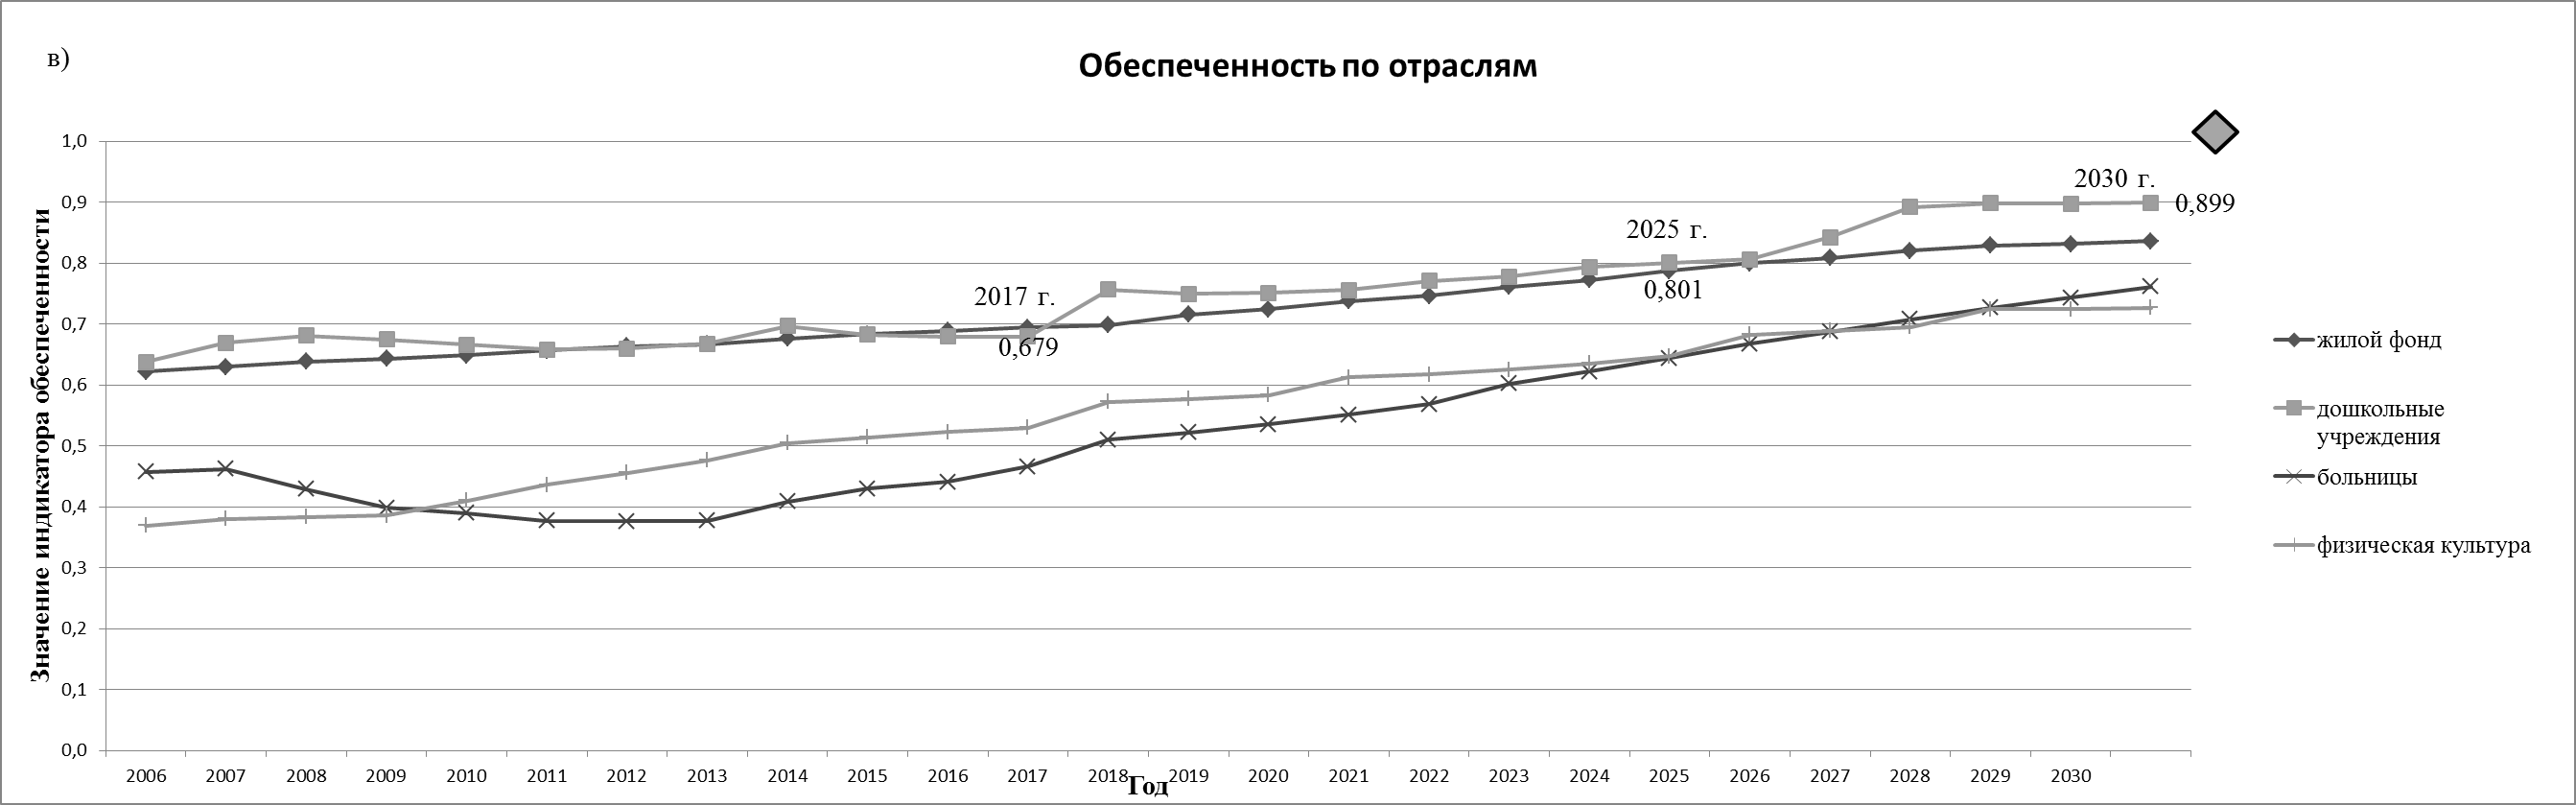 в)
Обеспеченность по отраслям
Значение индикатора обеспеченности
1,0
0,9
0,8
0,7
0,6
0,5
0,4
0,3
0,2
0,1
0,0
2017 г.
0,679
2025 г.
0,801
2030 г.
0,899
жилой фонд
дошкольные
учреждения
больницы
физическая культура
2006 2007 2008 2009 2010 2011 2012 2013 2014 2015 2016 2017 2018 2019 2020 2021 2022 2023 2024 2025 2026 2027 2028 2029 2030
Год